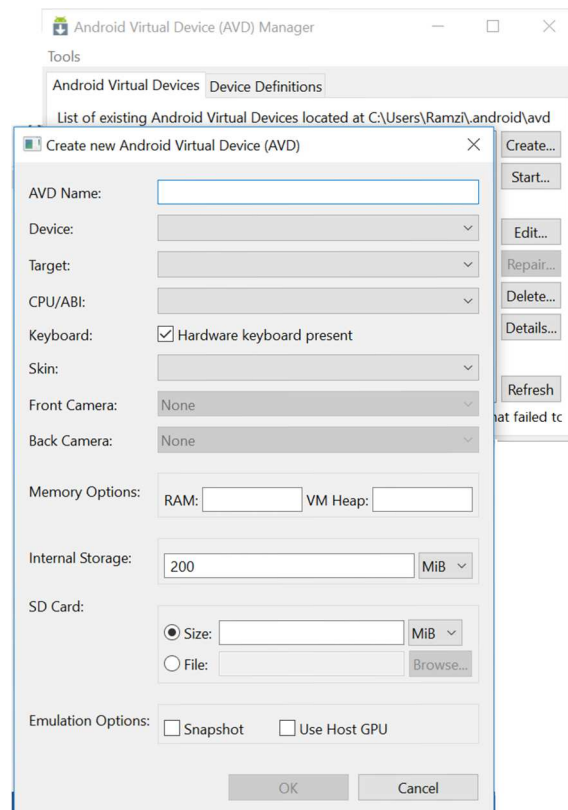 Android Virtual Device (AVD) Manager
Tools
Android Virtual Devices Device Definitions
List of existing Android Virtual Devices located at C:\Users\Ramzi\.android\avd
Create new Android Virtual Device (AVD)
Create...
Start...
Edit...
Repair...
Delete...
Details...
Refresh
failed
AVD Name:
Device:
Target:
CPU/ABI:
Keyboard: Hardware keyboard present
Skin:
Front Camera: None
Back Camera: None
Memory Options: RAM: VM Heap:
Internal Storage: 200 MiB
SD Card:
Size: MiB
File: Browse...
Emulation Options: Snapshot Use Host GPU
OK Cancel